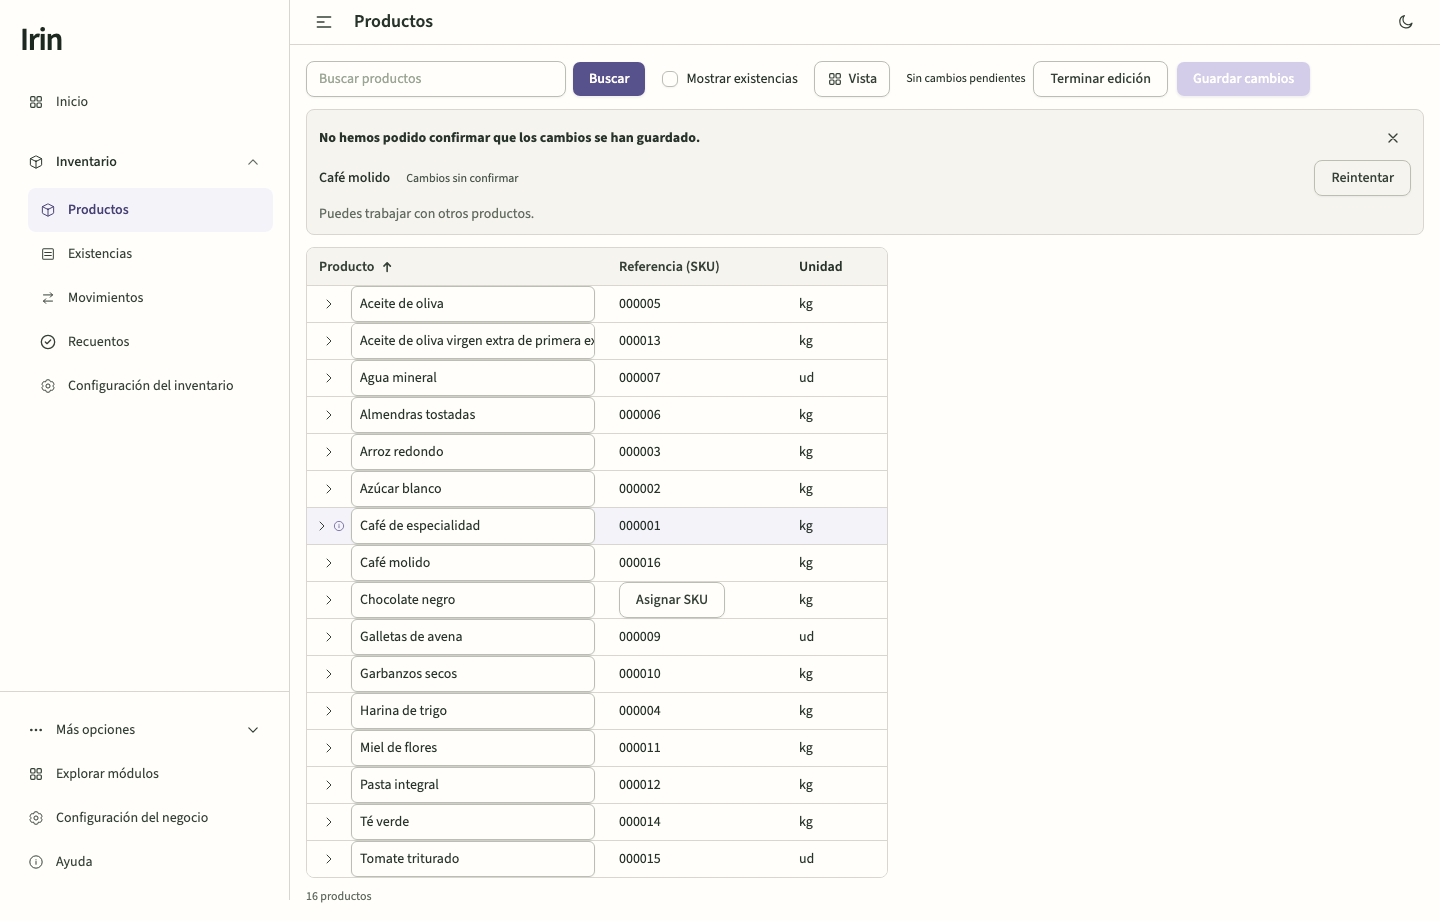 Irin
Productos
Inicio
Inventario
Productos
Existencias
Movimientos
Recuentos
Configuración del inventario
Más opciones
Explorar módulos
Configuración del negocio
Ayuda
Buscar productos Buscar Mostrar existencias Vista Sin cambios pendientes Terminar edición Guardar cambios
No hemos podido confirmar que los cambios se han guardado.
Café molido Cambios sin confirmar Reintentar
Puedes trabajar con otros productos.
Producto Referencia (SKU) Unidad
Aceite de oliva 000005 kg
Aceite de oliva virgen extra de primera ex 000013 kg
Agua mineral 000007 ud
Almendras tostadas 000006 kg
Arroz redondo 000003 kg
Azúcar blanco 000002 kg
Café de especialidad 000001 kg
Café molido 000016 kg
Chocolate negro Asignar SKU kg
Galletas de avena 000009 ud
Garbanzos secos 000010 kg
Harina de trigo 000004 kg
Miel de flores 000011 kg
Pasta integral 000012 kg
Té verde 000014 kg
Tomate triturado 000015 ud
16 productos